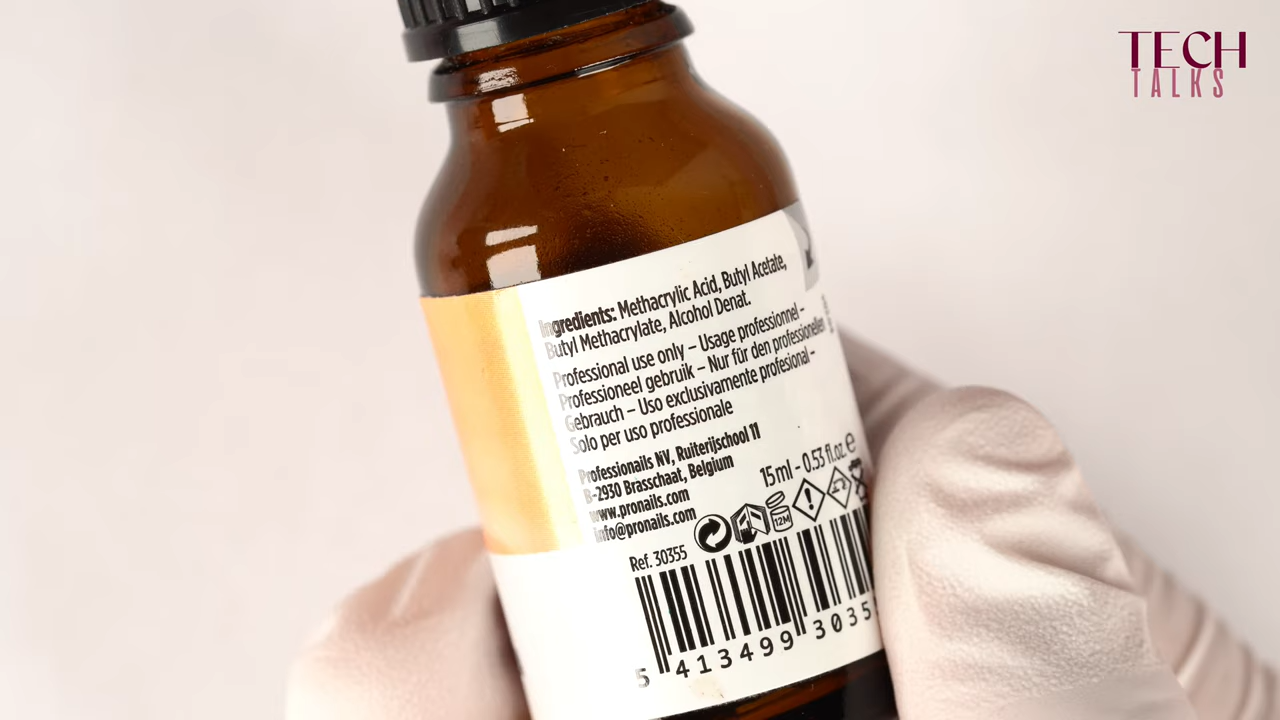 TECH
TALKS
Ingredients: Methacrylic Acid, Butyl Acetate,
Butyl Methacrylate, Alcohol Denat.
Professional use only – Usage professionnel –
Professioneel gebruik – Nur für den professionellen
Gebrauch – Uso exclusivamente profesional –
Solo per uso professionale
Professionails NV, Ruiterijschool 11
B-2930 Brasschaat, Belgium
www.pronails.com
info@pronails.com
15 ml - 0.53 fl.oz. e
12M
Ref. 30355
5 413499 3035